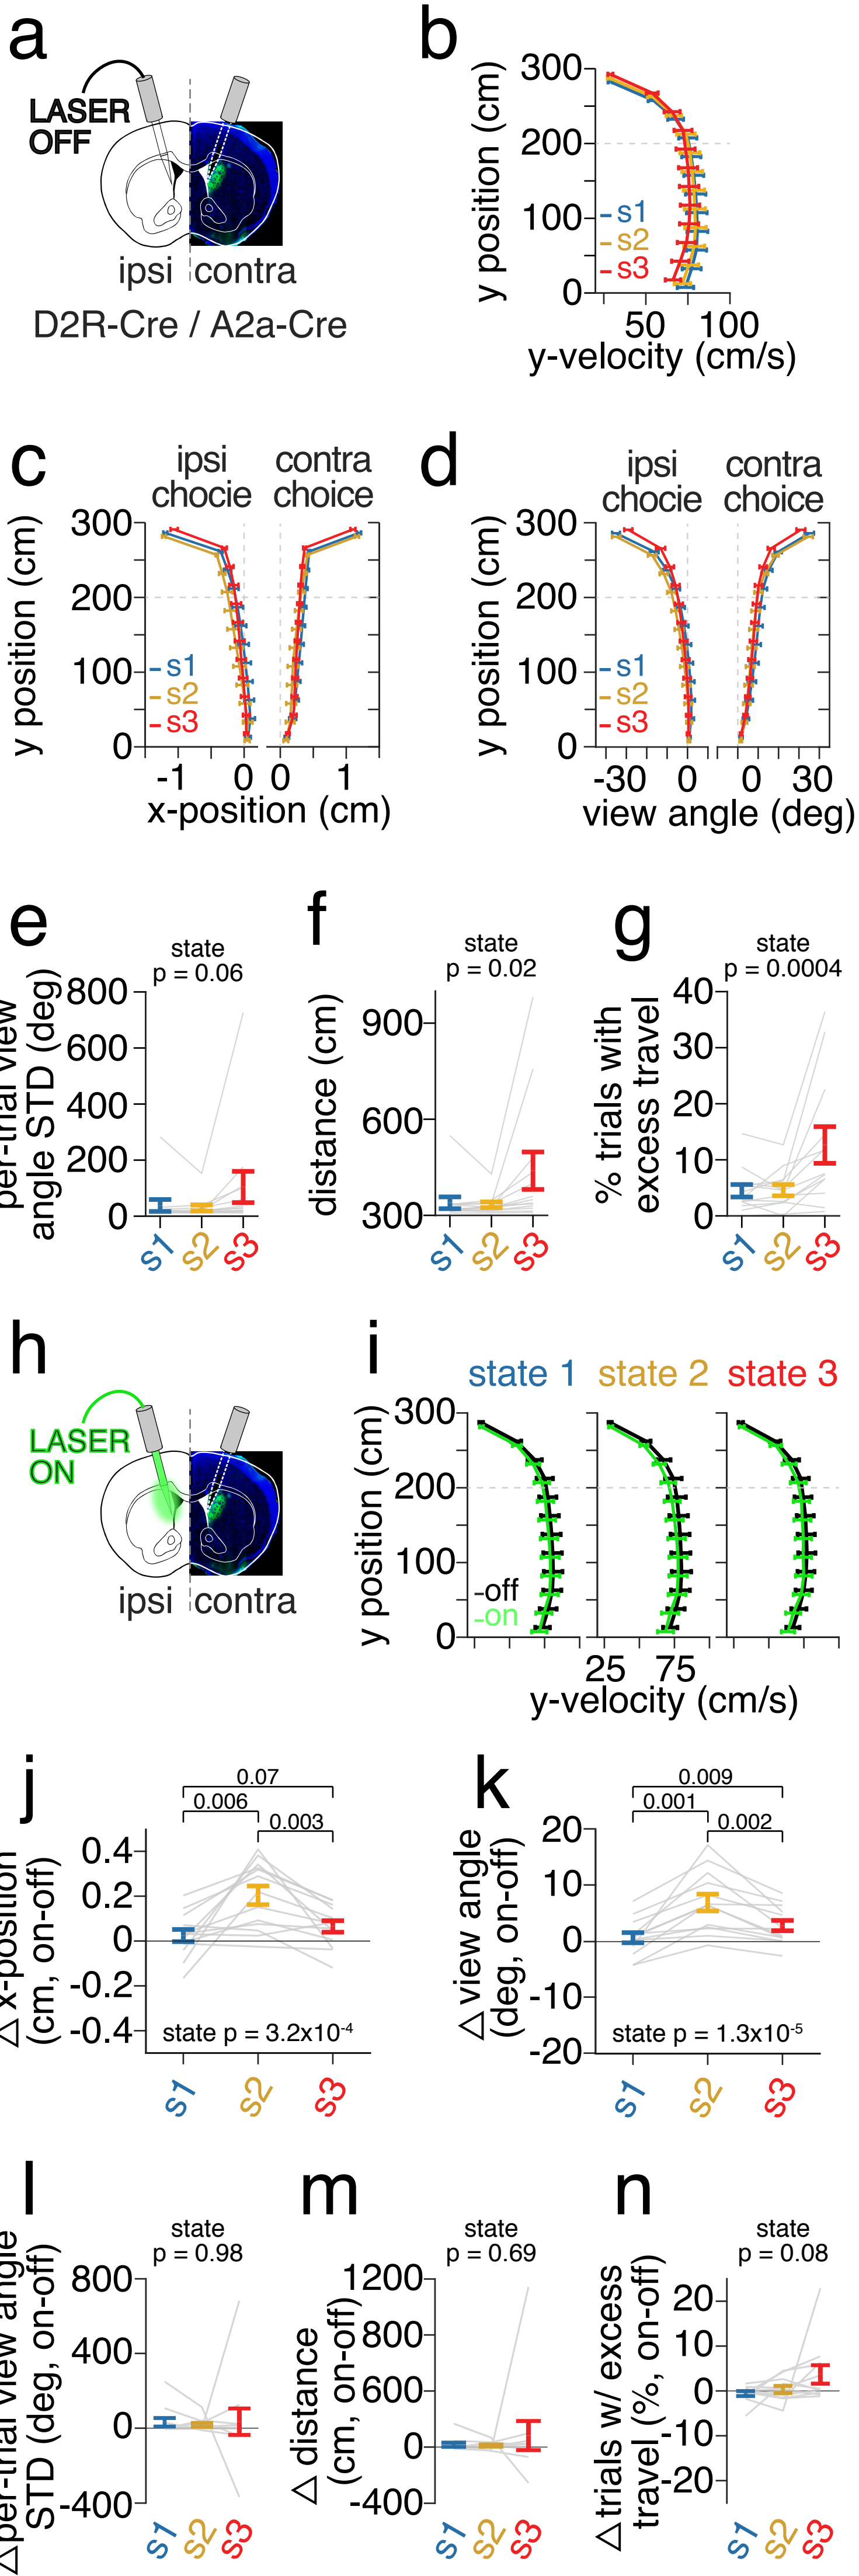 a
LASER
OFF
ipsi contra
D2R-Cre / A2a-Cre
b
y position (cm)
300
200
100
0
s1
s2
s3
50 100
y-velocity (cm/s)
c
ipsi
chocie
contra
choice
y position (cm)
300
200
100
0
s1
s2
s3
-1 0 0 1
x-position (cm)
d
ipsi
chocie
contra
choice
y position (cm)
300
200
100
0
s1
s2
s3
-30 0 0 30
view angle (deg)
e
state
p = 0.06
per-trial view
angle STD (deg)
800
600
400
200
0
s1 s2 s3
f
state
p = 0.02
distance (cm)
900
600
300
s1 s2 s3
g
state
p = 0.0004
% trials with
excess travel
40
30
20
10
0
s1 s2 s3
h
LASER
ON
ipsi contra
i
state 1 state 2 state 3
y position (cm)
300
200
100
0
-off
-on
25 75
y-velocity (cm/s)
j
0.07
0.006
0.003
△ x-position
(cm, on-off)
0.4
0.2
0
-0.2
-0.4
state p = 3.2x10-4
s1 s2 s3
k
0.009
0.001
0.002
△ view angle
(deg, on-off)
20
10
0
-10
-20
state p = 1.3x10-5
s1 s2 s3
l
state
p = 0.98
△per-trial view angle
STD (deg, on-off)
800
400
0
-400
s1 s2 s3
m
state
p = 0.69
△ distance
(cm, on-off)
1200
800
600
0
-400
s1 s2 s3
n
state
p = 0.08
△trials w/ excess
travel (%, on-off)
20
10
0
-10
-20
s1 s2 s3